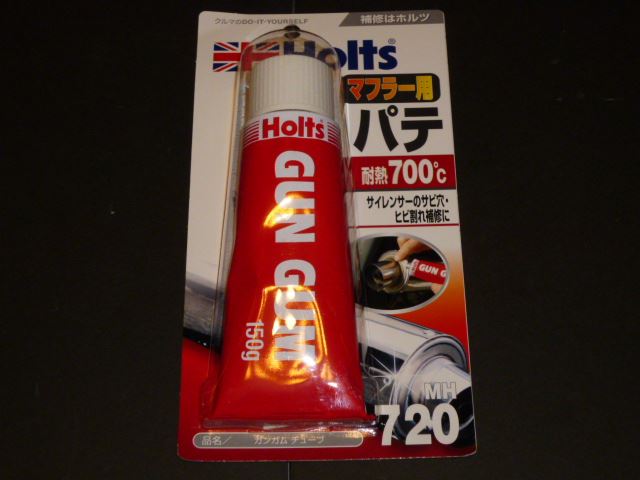 クルマのDO-IT-YOURSELF
補修はホルツ
Holts®
マフラー用
パテ
耐熱700℃
サイレンサーのサビ穴・
ヒビ割れ補修に
Holts
GUN GUM
150g
GUN G
MH
720
品名／ ガンガム チューブ